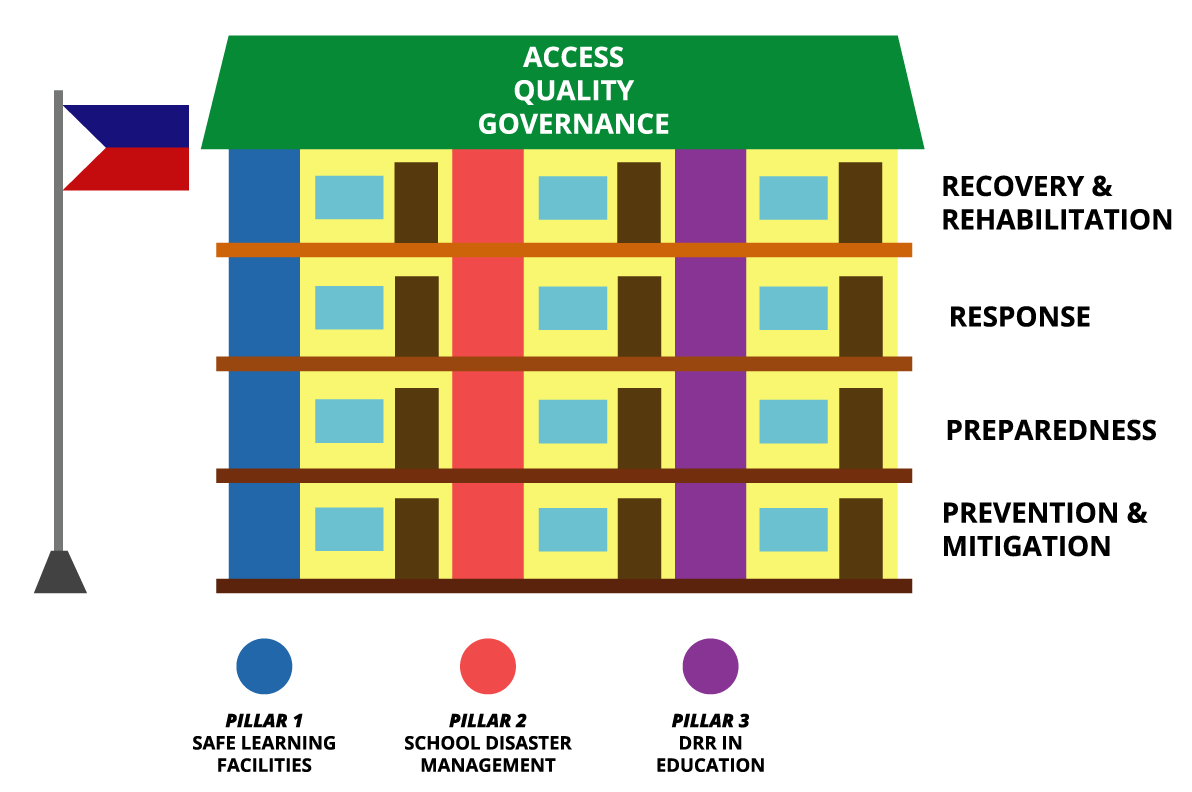 ACCESS
QUALITY
GOVERNANCE
RECOVERY &
REHABILITATION
RESPONSE
PREPAREDNESS
PREVENTION &
MITIGATION
PILLAR 1
SAFE LEARNING
FACILITIES
PILLAR 2
SCHOOL DISASTER
MANAGEMENT
PILLAR 3
DRR IN
EDUCATION